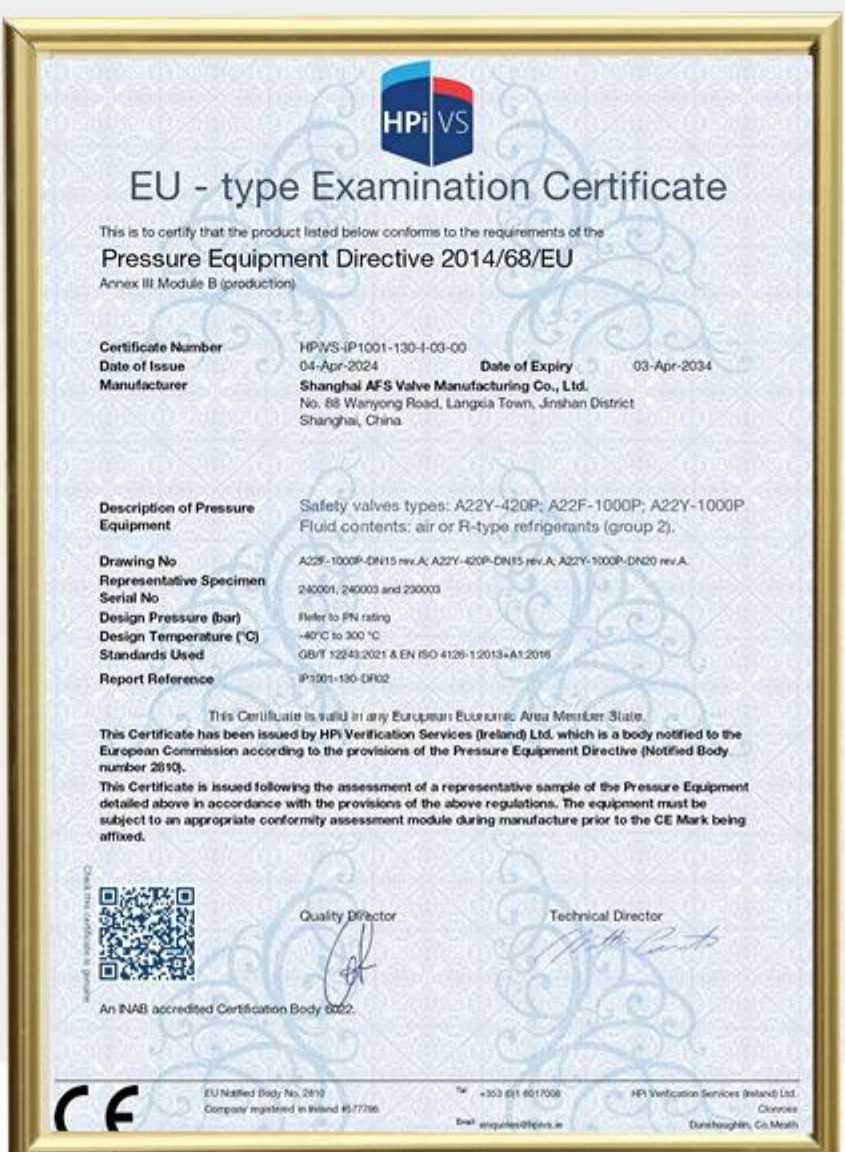 HPi VS
EU - type Examination Certificate
This is to certify that the product listed below conforms to the requirements of the
Pressure Equipment Directive 2014/68/EU
Annex III Module B (production)
Certificate Number HPiVS-iP1001-130-I-03-00
Date of Issue 04-Apr-2024 Date of Expiry 03-Apr-2034
Manufacturer Shanghai AFS Valve Manufacturing Co., Ltd.
No. 88 Wanyong Road, Langxia Town, Jinshan District
Shanghai, China
Description of Pressure Safety valves types: A22Y-420P; A22F-1000P; A22Y-1000P
Equipment Fluid contents: air or R-type refrigerants (group 2).
Drawing No A22F-1000P-DN15 rev.A; A22Y-420P-DN15 rev.A; A22Y-1000P-DN20 rev.A.
Representative Specimen
Serial No 240001, 240003 and 230003
Design Pressure (bar) Refer to PN rating
Design Temperature (°C) -40°C to 300 °C
Standards Used GB/T 12243:2021 & EN ISO 4126-1:2013+A1:2016
Report Reference IP1001-130-DR02
This Certificate is valid in any European Economic Area Member State.
This Certificate has been issued by HPi Verification Services (Ireland) Ltd. which is a body notified to the
European Commission according to the provisions of the Pressure Equipment Directive (Notified Body
number 2810).
This Certificate is issued following the assessment of a representative sample of the Pressure Equipment
detailed above in accordance with the provisions of the above regulations. The equipment must be
subject to an appropriate conformity assessment module during manufacture prior to the CE Mark being
affixed.
Check this certificate is genuine
Quality Director Technical Director
An INAB accredited Certification Body 6022.
CE
EU Notified Body No. 2810 Tel +353 (0)1 6017008 HPi Verification Services (Ireland) Ltd.
Company registered in Ireland #577786 Clonross
Email enquiries@hpivs.ie Dunshaughlin, Co.Meath